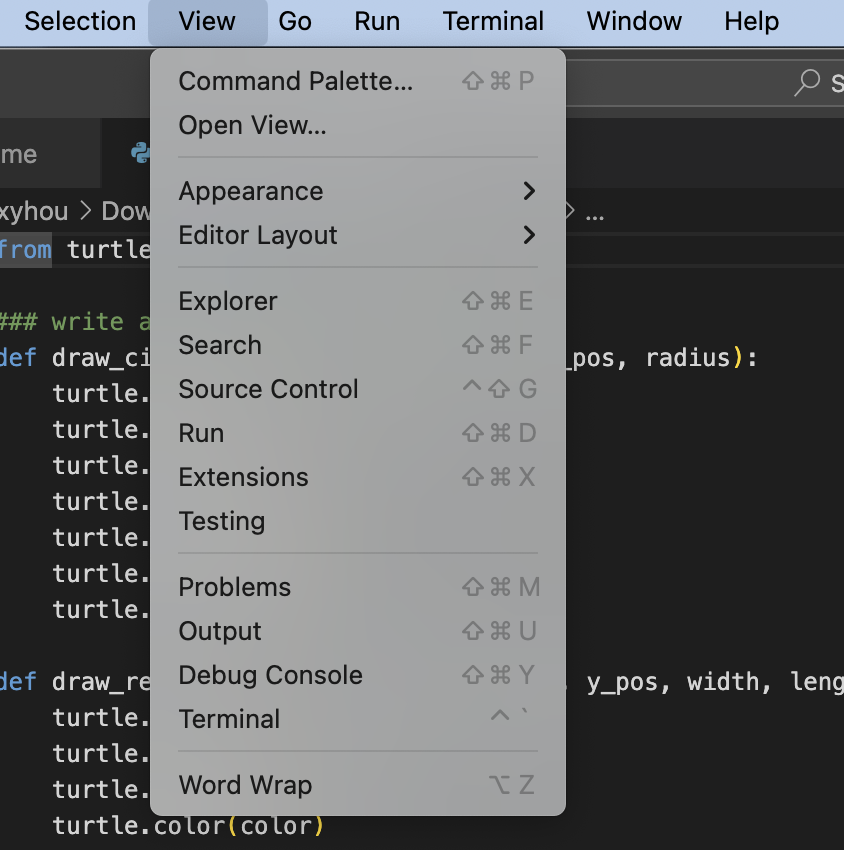 Selection View Go Run Terminal Window Help
Command Palette... ⇧⌘P
S
Open View...
me
Appearance >
xyhou > Dow > ...
Editor Layout >
from turtle
Explorer ⇧⌘E
### write a
Search ⇧⌘F
def draw_ci _pos, radius):
Source Control ^⇧G
turtle.
turtle.
Run ⇧⌘D
turtle.
Extensions ⇧⌘X
turtle.
Testing
turtle.
turtle.
Problems ⇧⌘M
turtle.
Output ⇧⌘U
Debug Console ⇧⌘Y
def draw_re , y_pos, width, leng
Terminal ^`
turtle.
turtle.
Word Wrap ⌥Z
turtle.
turtle.color(color)